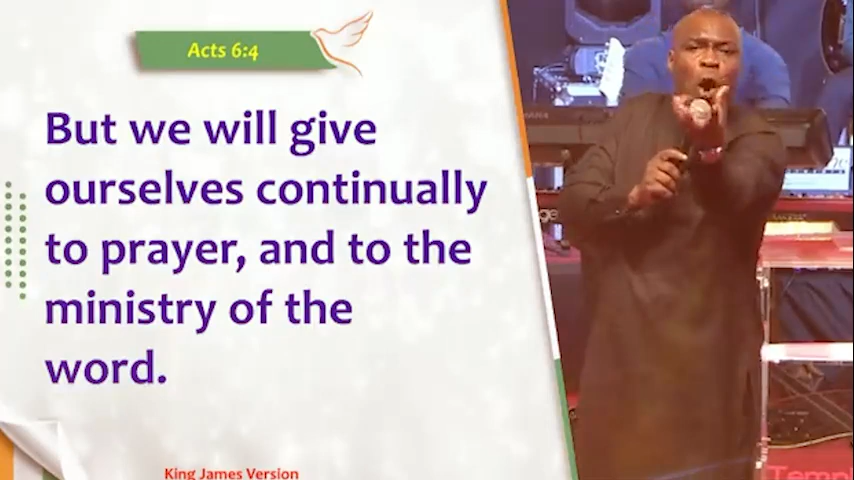 Acts 6:4
But we will give
ourselves continually
to prayer, and to the
ministry of the
word.
King James Version
Templ